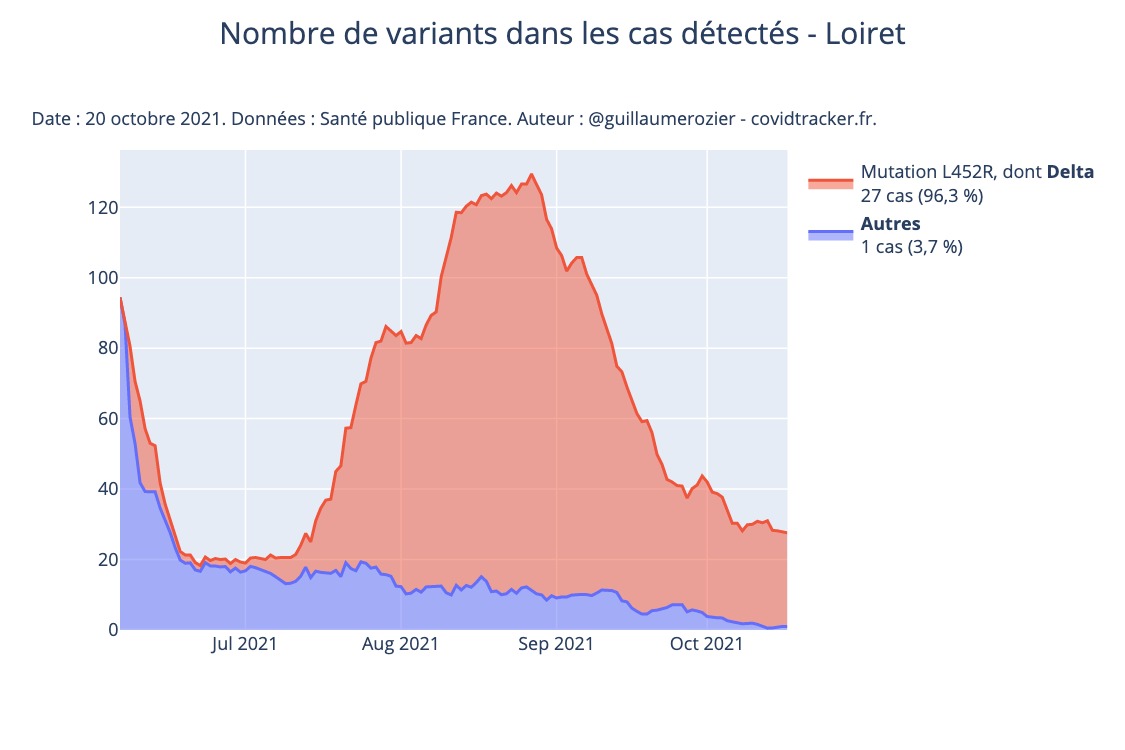 Nombre de variants dans les cas détectés - Loiret
Date : 20 octobre 2021. Données : Santé publique France. Auteur : @guillaumerozier - covidtracker.fr.
Mutation L452R, dont Delta
27 cas (96,3 %)
Autres
1 cas (3,7 %)
120
100
80
60
40
20
0
Jul 2021
Aug 2021
Sep 2021
Oct 2021